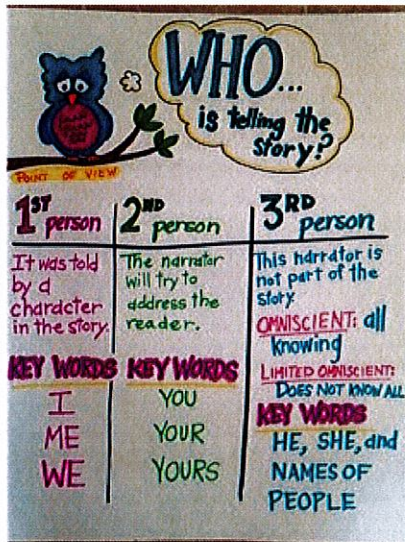 WHO...
is telling the
story?
POINT OF VIEW
1ST person
It was told
by a
character
in the story.
KEY WORDS
I
ME
WE
2ND person
The narrator
will try to
address the
reader.
KEY WORDS
YOU
YOUR
YOURS
3RD person
This narrator is
not part of the
story.
OMNISCIENT: all
knowing
LIMITED OMNISCIENT:
DOES NOT KNOW ALL
KEY WORDS
HE, SHE, and
NAMES OF
PEOPLE